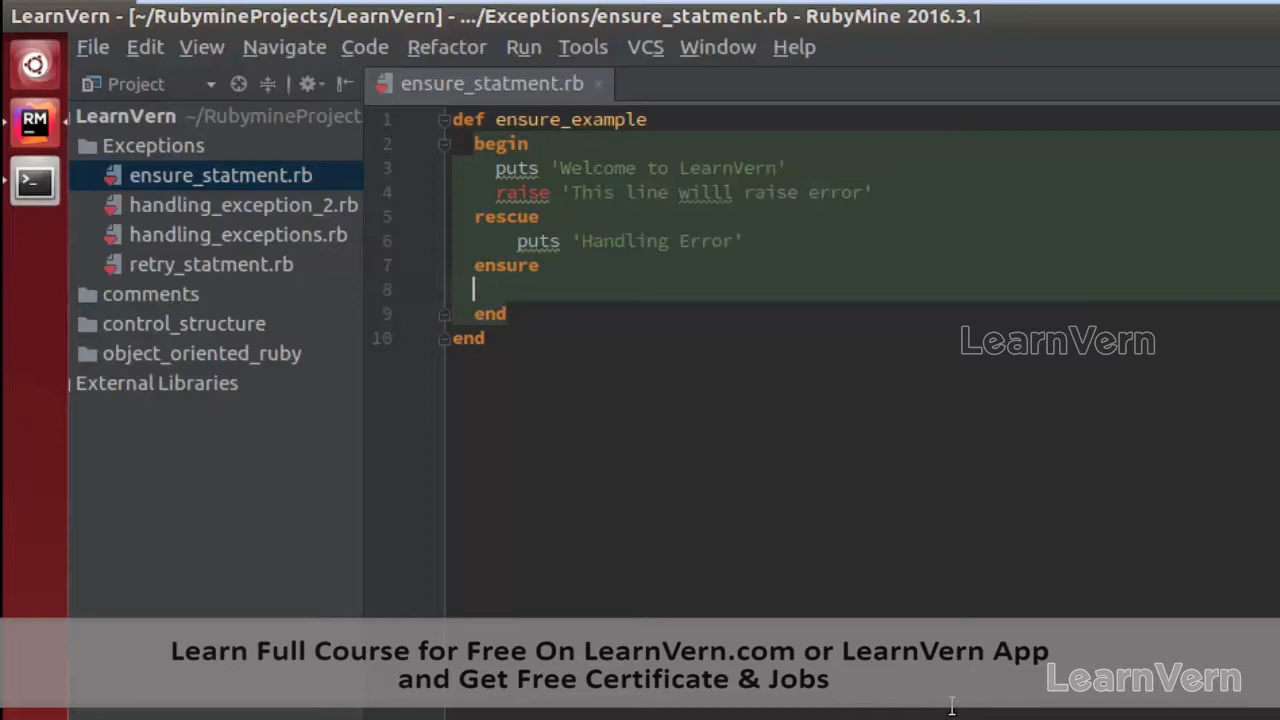 LearnVern - [~/RubymineProjects/LearnVern] - .../Exceptions/ensure_statment.rb - RubyMine 2016.3.1
File Edit View Navigate Code Refactor Run Tools VCS Window Help
Project
ensure_statment.rb
LearnVern ~/RubymineProject
Exceptions
ensure_statment.rb
handling_exception_2.rb
handling_exceptions.rb
retry_statment.rb
comments
control_structure
object_oriented_ruby
External Libraries
RM
1 def ensure_example
2 begin
3 puts 'Welcome to LearnVern'
4 raise 'This line willl raise error'
5 rescue
6 puts 'Handling Error'
7 ensure
8
9 end
10 end
LearnVern
Learn Full Course for Free On LearnVern.com or LearnVern App
and Get Free Certificate & Jobs
LearnVern